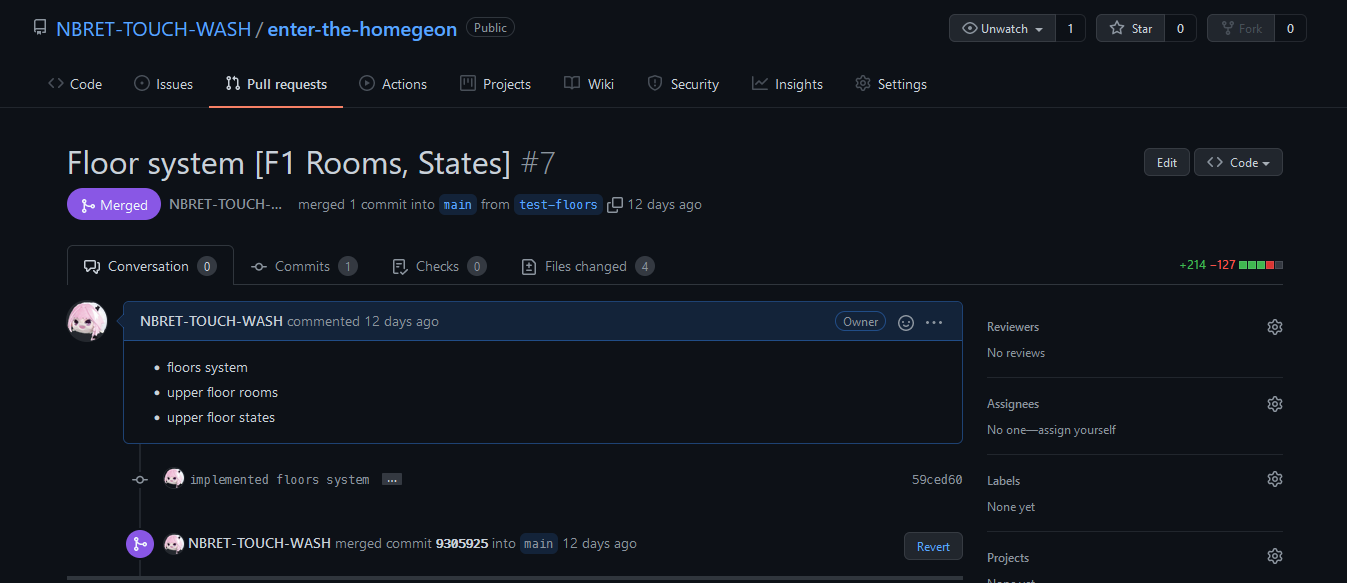 NBRET-TOUCH-WASH / enter-the-homegeon Public Unwatch 1 Star 0 Fork 0
Code Issues Pull requests Actions Projects Wiki Security Insights Settings
Floor system [F1 Rooms, States] #7 Edit Code
Merged NBRET-TOUCH-... merged 1 commit into main from test-floors 12 days ago
Conversation 0 Commits 1 Checks 0 Files changed 4 +214 −127
NBRET-TOUCH-WASH commented 12 days ago Owner ...
• floors system
• upper floor rooms
• upper floor states
implemented floors system ... 59ced60
NBRET-TOUCH-WASH merged commit 9305925 into main 12 days ago Revert
Reviewers
No reviews
Assignees
No one—assign yourself
Labels
None yet
Projects
None yet